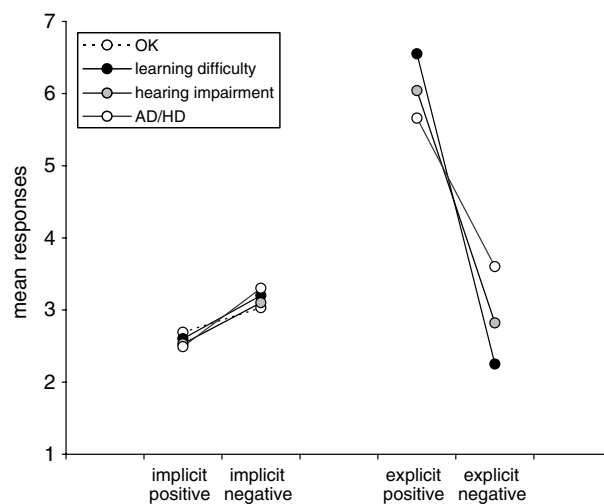 7
6
5
4
3
2
1
mean responses
OK
learning difficulty
hearing impairment
AD/HD
implicit
positive
implicit
negative
explicit
positive
explicit
negative